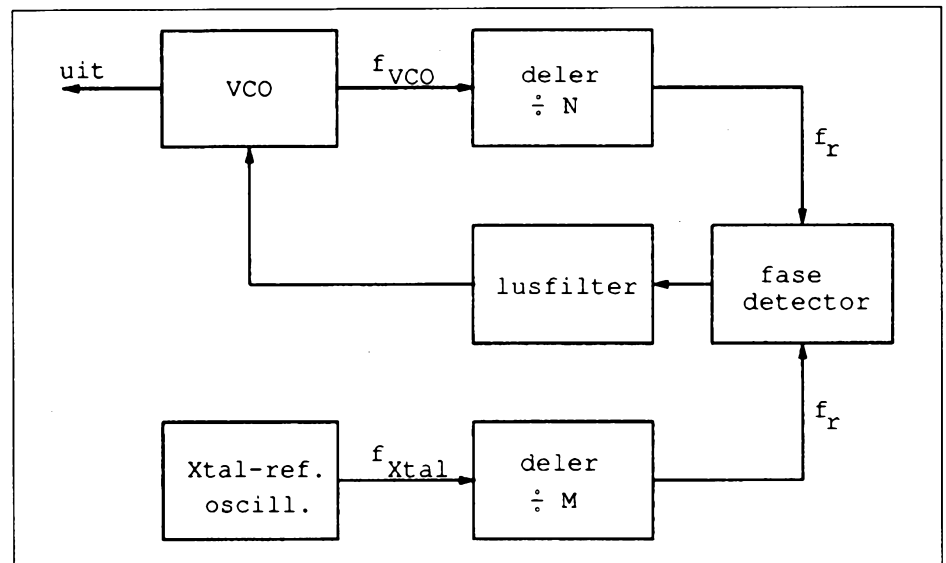 uit
VCO
f_VCO
deler
÷ N
f_r
lusfilter
fase
detector
Xtal-ref.
oscill.
f_Xtal
deler
÷ M
f_r